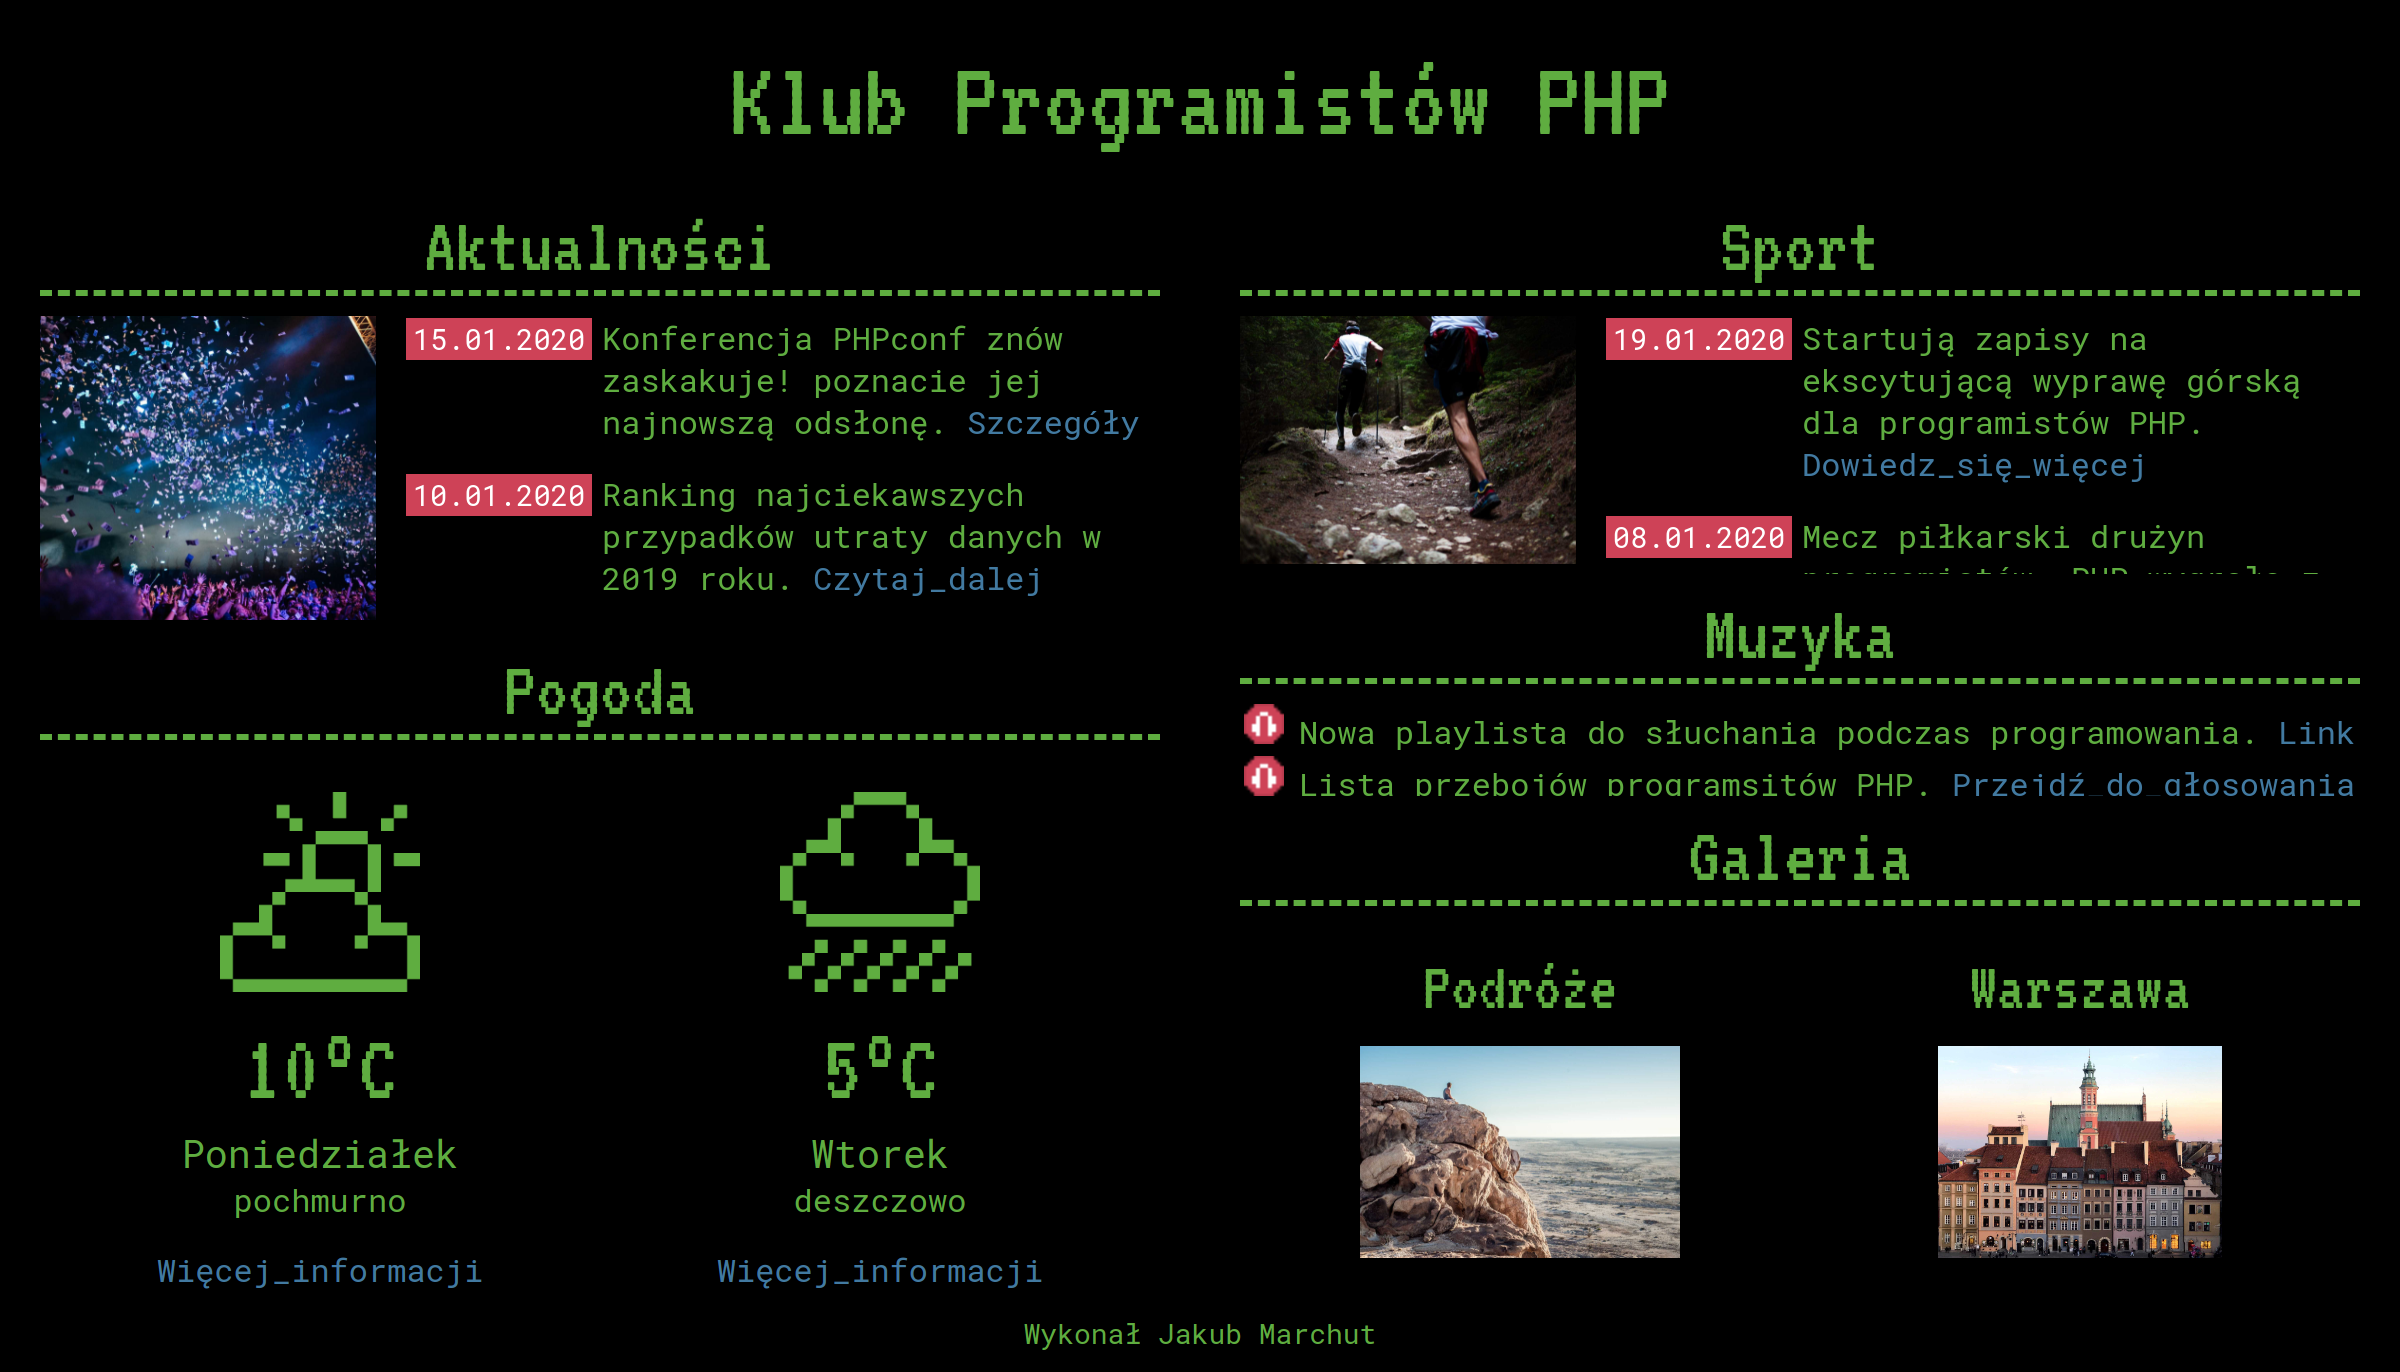 Klub Programistów PHP
Aktualności
15.01.2020 Konferencja PHPconf znów
zaskakuje! poznacie jej
najnowszą odsłonę. Szczegóły
10.01.2020 Ranking najciekawszych
przypadków utraty danych w
2019 roku. Czytaj_dalej
Pogoda
10°C
Poniedziałek
pochmurno
Więcej_informacji
5°C
Wtorek
deszczowo
Więcej_informacji
Sport
19.01.2020 Startują zapisy na
ekscytującą wyprawę górską
dla programistów PHP.
Dowiedz_się_więcej
08.01.2020 Mecz piłkarski drużyn
Muzyka
Nowa playlista do słuchania podczas programowania. Link
Lista przebojów programsitów PHP. Przejdź_do_głosowania
Galeria
Podróże
Warszawa
Wykonał Jakub Marchut